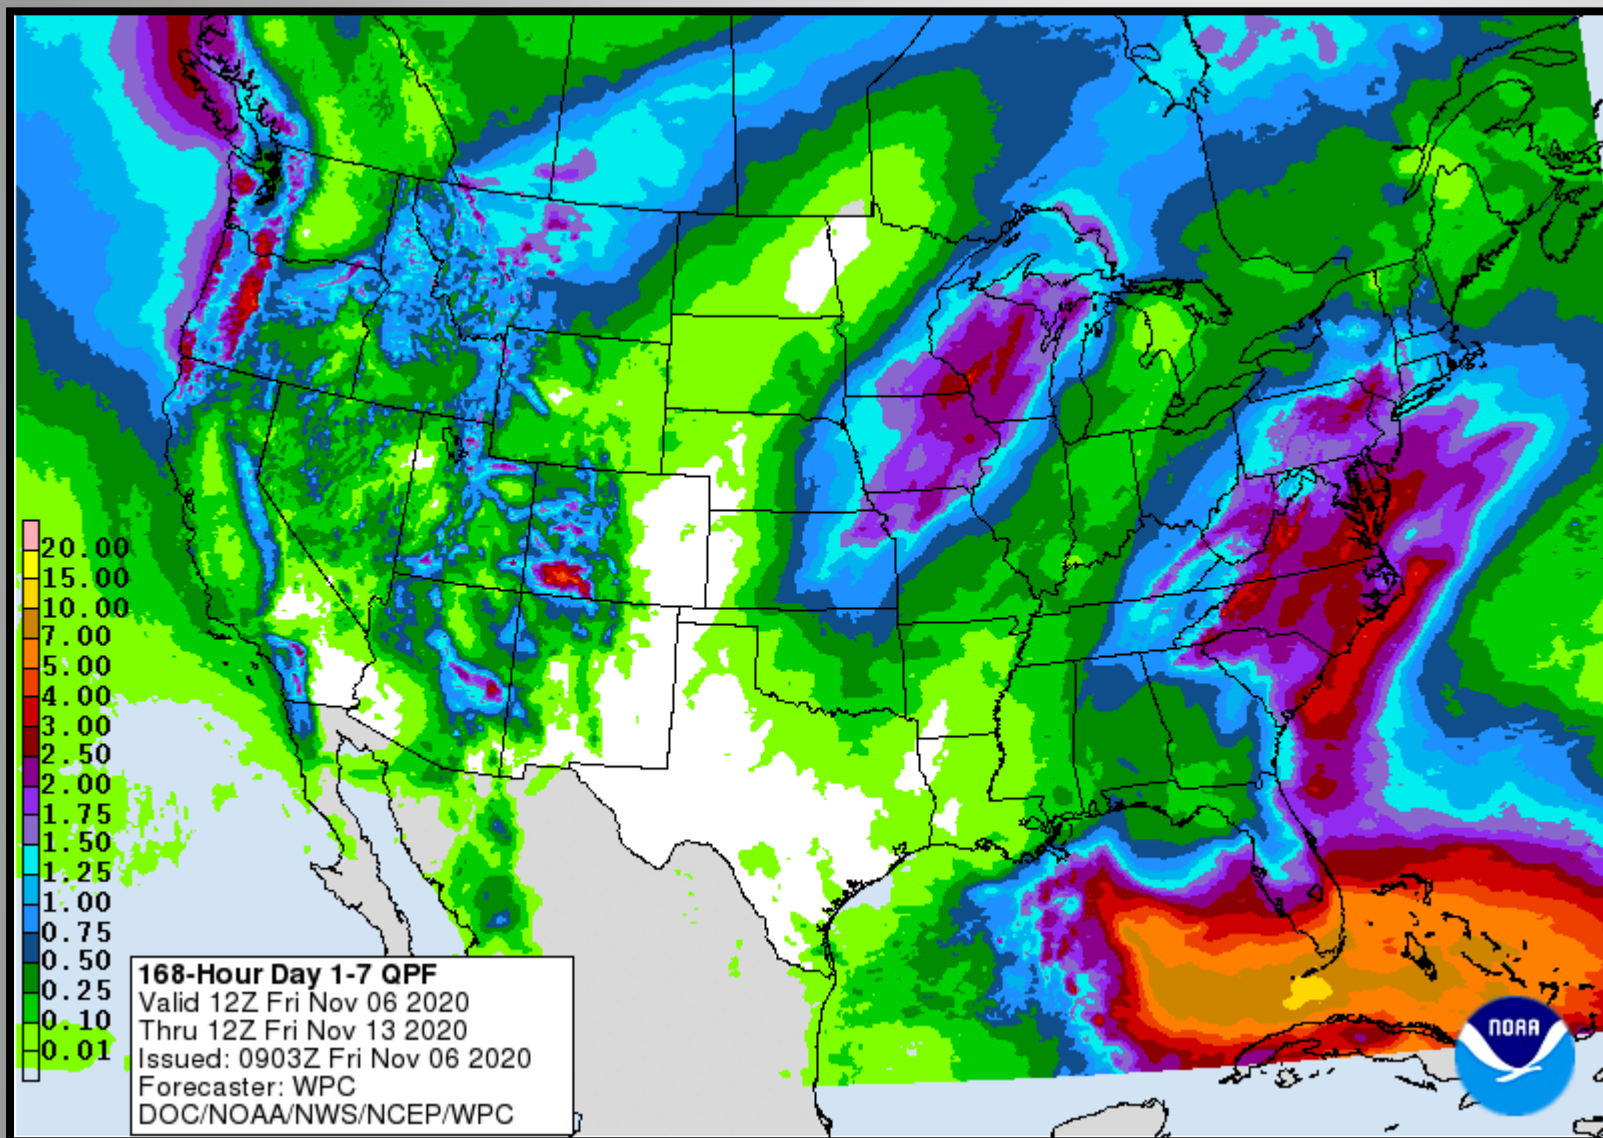 20.00
15.00
10.00
7.00
5.00
4.00
3.00
2.50
2.00
1.75
1.50
1.25
1.00
0.75
0.50
0.25
0.10
0.01
168-Hour Day 1-7 QPF
Valid 12Z Fri Nov 06 2020
Thru 12Z Fri Nov 13 2020
Issued: 0903Z Fri Nov 06 2020
Forecaster: WPC
DOC/NOAA/NWS/NCEP/WPC
NOAA